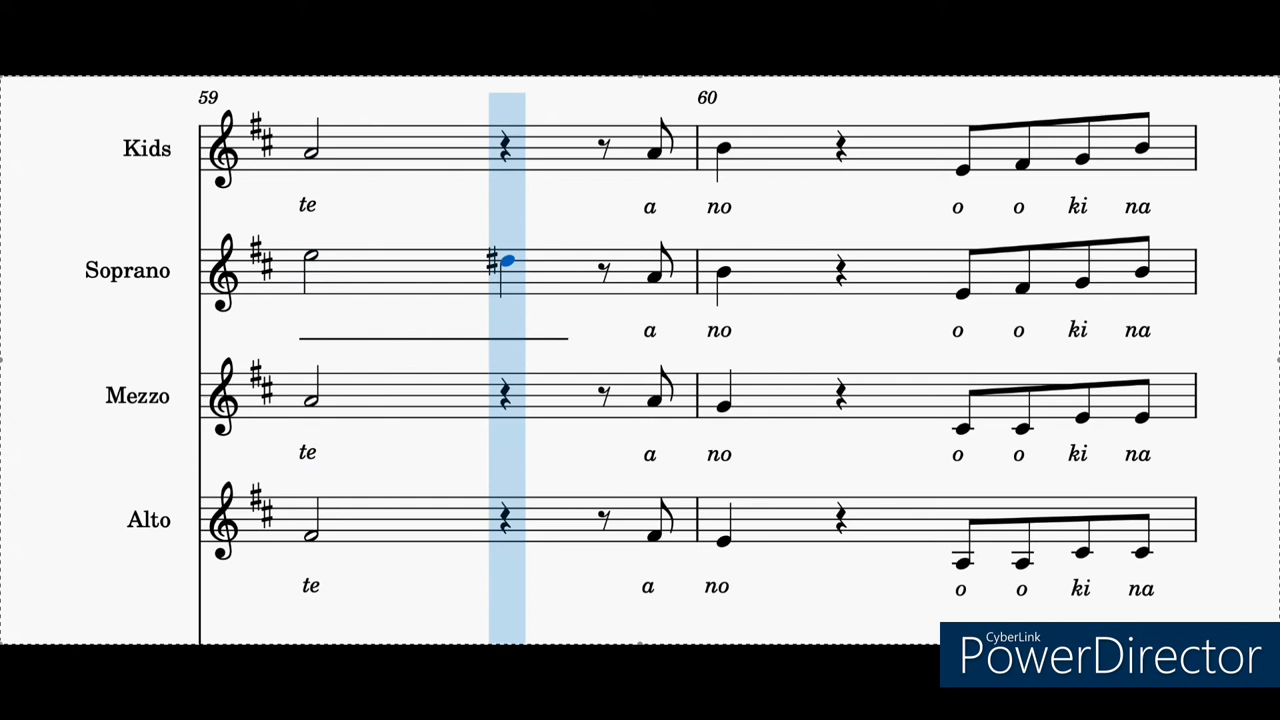 59 60
Kids
te a no o o ki na
Soprano
a no o o ki na
Mezzo
te a no o o ki na
Alto
te a no o o ki na
CyberLink
PowerDirector